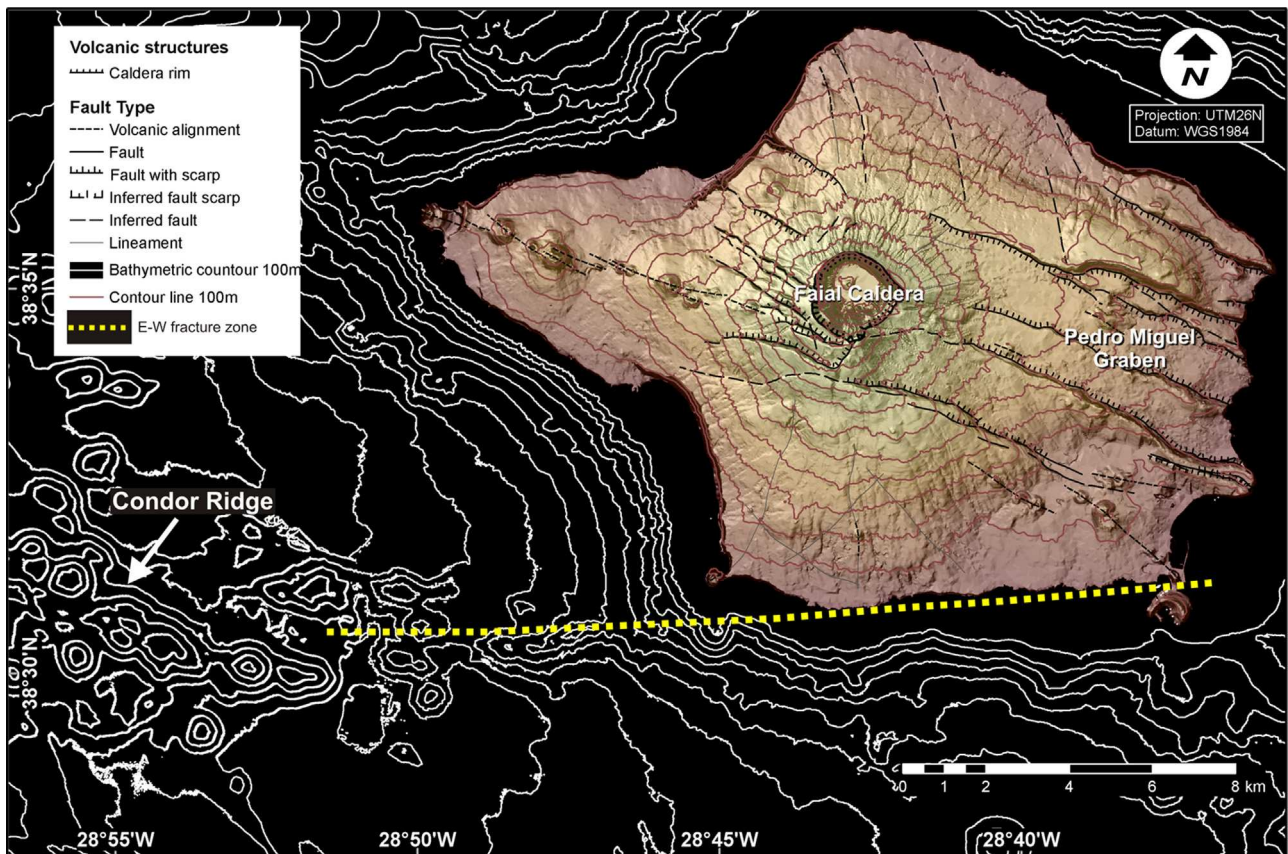 Volcanic structures
Caldera rim
Fault Type
Volcanic alignment
Fault
Fault with scarp
Inferred fault scarp
Inferred fault
Lineament
Bathymetric countour 100m
Contour line 100m
E-W fracture zone
N
Projection: UTM26N
Datum: WGS1984
38°35'N
Faial Caldera
Pedro Miguel
Graben
Condor Ridge
38°30'N
0 1 2 4 6 8 km
28°55'W 28°50'W 28°45'W 28°40'W